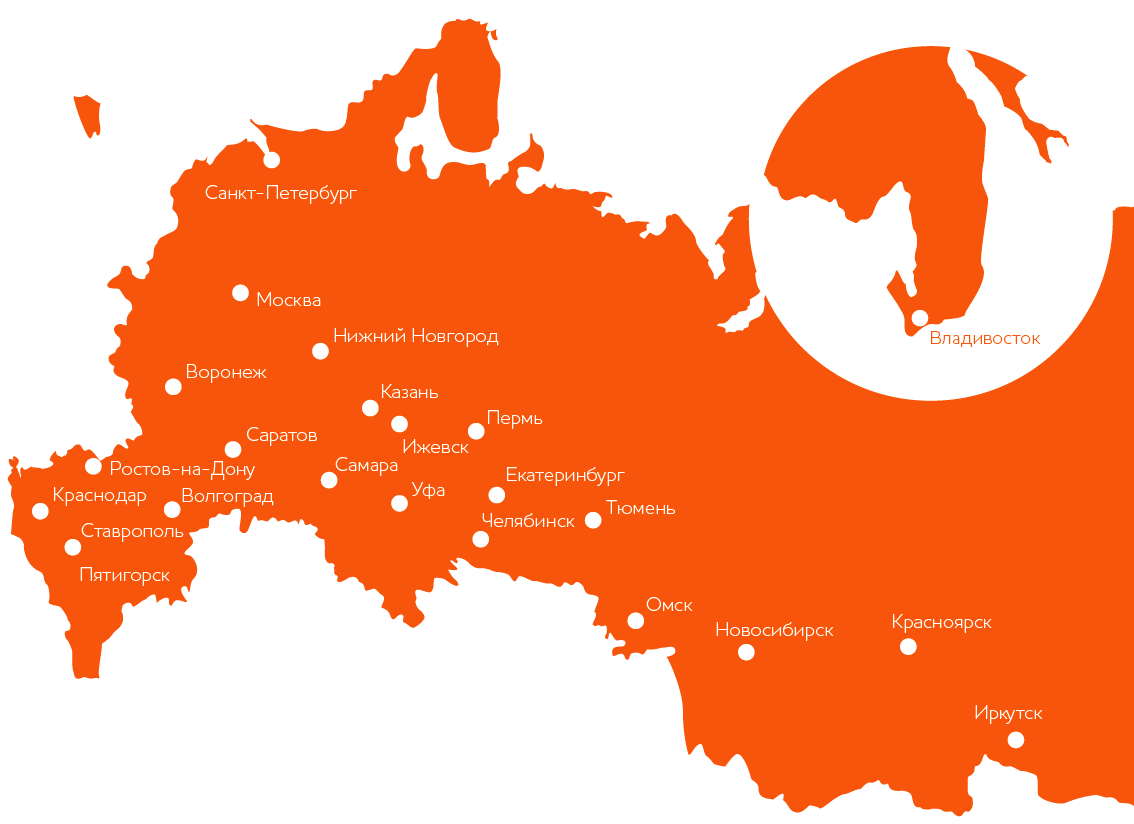 Санкт-Петербург
Москва
Нижний Новгород
Владивосток
Воронеж
Казань
Пермь
Саратов
Ижевск
Самара
Ростов-на-Дону
Екатеринбург
Уфа
Краснодар
Волгоград
Тюмень
Челябинск
Ставрополь
Пятигорск
Омск
Новосибирск
Красноярск
Иркутск